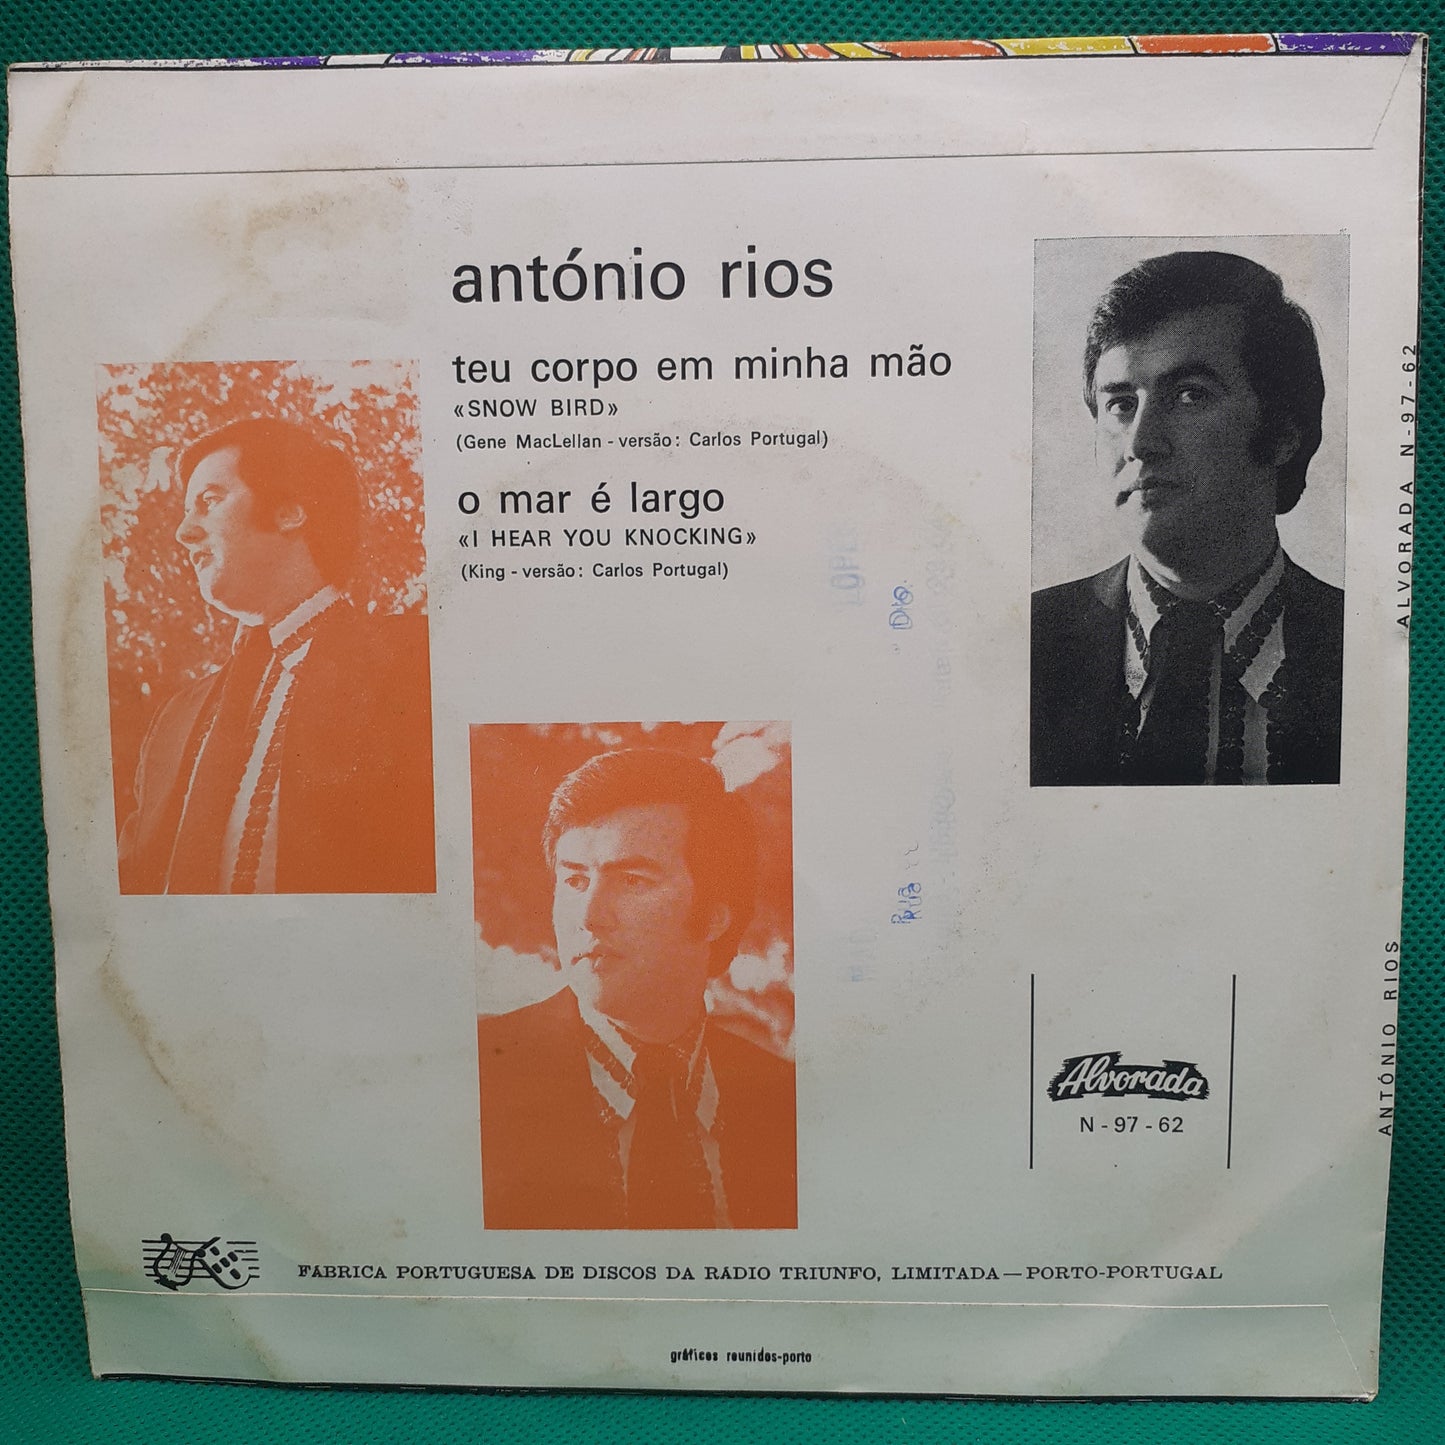 antónio rios
teu corpo em minha mão
«SNOW BIRD»
(Gene MacLellan - versão: Carlos Portugal)
o mar é largo
«I HEAR YOU KNOCKING»
(King - versão: Carlos Portugal)
ALVORADA N-97-62
ANTÓNIO RIOS
Alvorada
N - 97 - 62
FÁBRICA PORTUGUESA DE DISCOS DA RÁDIO TRIUNFO, LIMITADA — PORTO-PORTUGAL
gráficos reunidos-porto